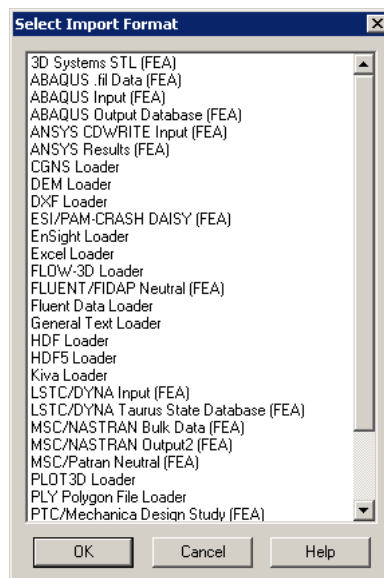 Select Import Format
3D Systems STL (FEA)
ABAQUS .fil Data (FEA)
ABAQUS Input (FEA)
ABAQUS Output Database (FEA)
ANSYS CDWRITE Input (FEA)
ANSYS Results (FEA)
CGNS Loader
DEM Loader
DXF Loader
ESI/PAM-CRASH DAISY (FEA)
EnSight Loader
Excel Loader
FLOW-3D Loader
FLUENT/FIDAP Neutral (FEA)
Fluent Data Loader
General Text Loader
HDF Loader
HDF5 Loader
Kiva Loader
LSTC/DYNA Input (FEA)
LSTC/DYNA Taurus State Database (FEA)
MSC/NASTRAN Bulk Data (FEA)
MSC/NASTRAN Output2 (FEA)
MSC/Patran Neutral (FEA)
PLOT3D Loader
PLY Polygon File Loader
PTC/Mechanica Design Study (FEA)
OK Cancel Help